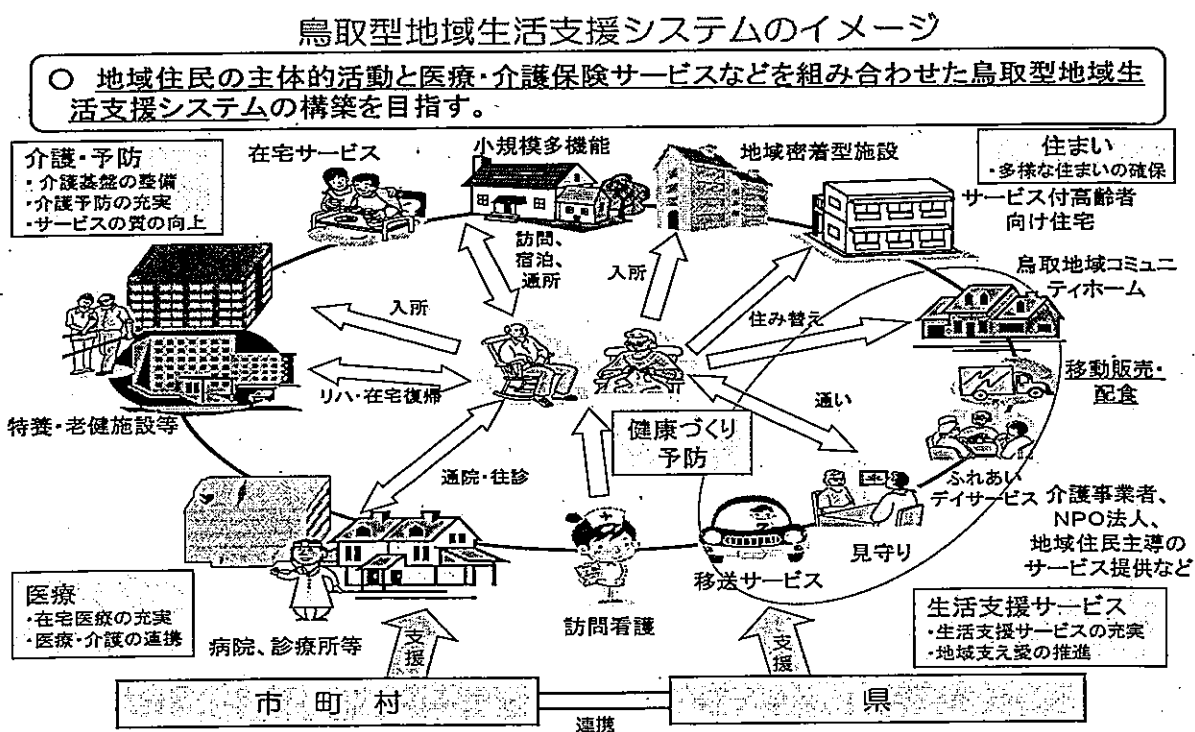 鳥取型地域生活支援システムのイメージ
○ 地域住民の主体的活動と医療・介護保険サービスなどを組み合わせた鳥取型地域生
活支援システムの構築を目指す。
介護・予防
・介護基盤の整備
・介護予防の充実
・サービスの質の向上
在宅サービス
小規模多機能
地域密着型施設
住まい
・多様な住まいの確保
サービス付高齢者
向け住宅
訪問、
宿泊、
通所
入所
鳥取地域コミュニ
ティホーム
入所
住み替え
移動販売・
配食
リハ・在宅復帰
通い
特養・老健施設等
健康づくり
予防
通院・往診
ふれあい
デイサービス
介護事業者、
NPO法人、
地域住民主導の
サービス提供など
見守り
移送サービス
医療
・在宅医療の充実
・医療・介護の連携
病院、診療所等
訪問看護
生活支援サービス
・生活支援サービスの充実
・地域支え愛の推進
支援
支援
市町村
連携
県